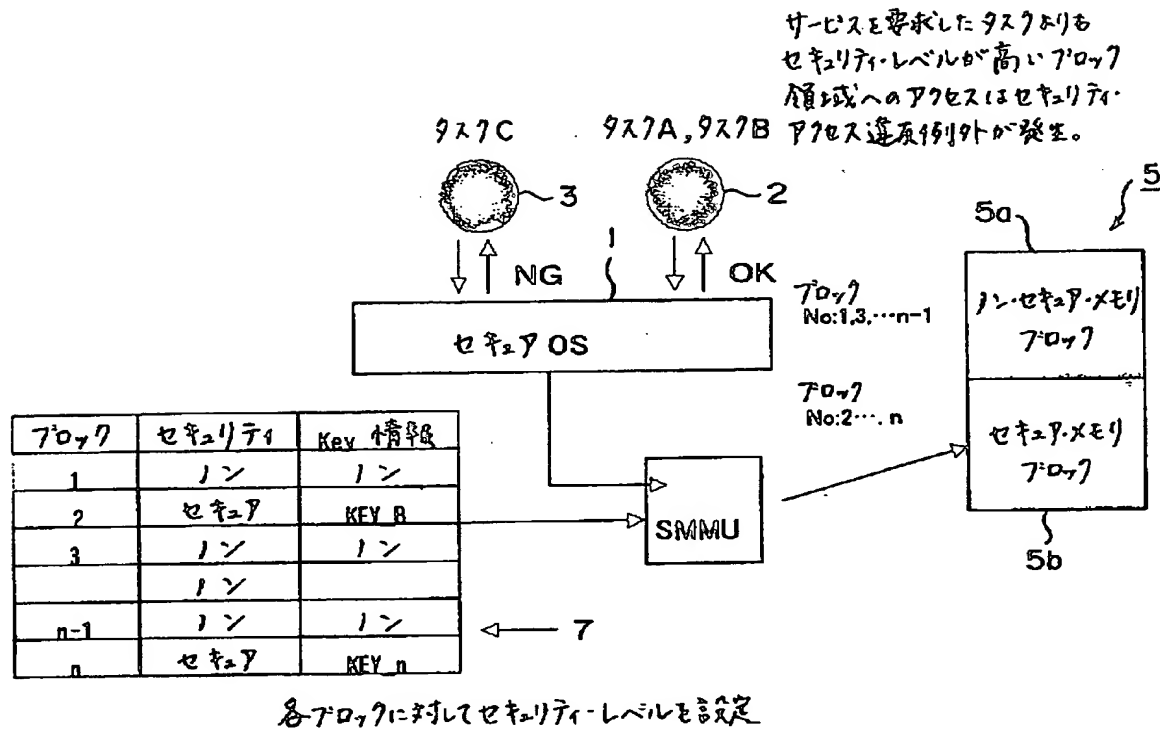 サービスを要求したタスクよりも
セキュリティ・レベルが高いブロック
領域へのアクセスはセキュリティ・
アクセス違反例外が発生。
タスクC
タスクA,タスクB
3
2
1
NG
OK
5
5a
セキュアOS
ブロック
No:1,3,…n-1
ノン・セキュア・メモリ
ブロック
ブロック
No:2…. n
セキュア・メモリ
ブロック
5b
SMMU
ブロック セキュリティ Key 情報
1 ノン ノン
2 セキュア KEY_B
3 ノン ノン
ノン
n-1 ノン ノン
n セキュア KEY_n
7
各ブロックに対してセキュリティーレベルを設定